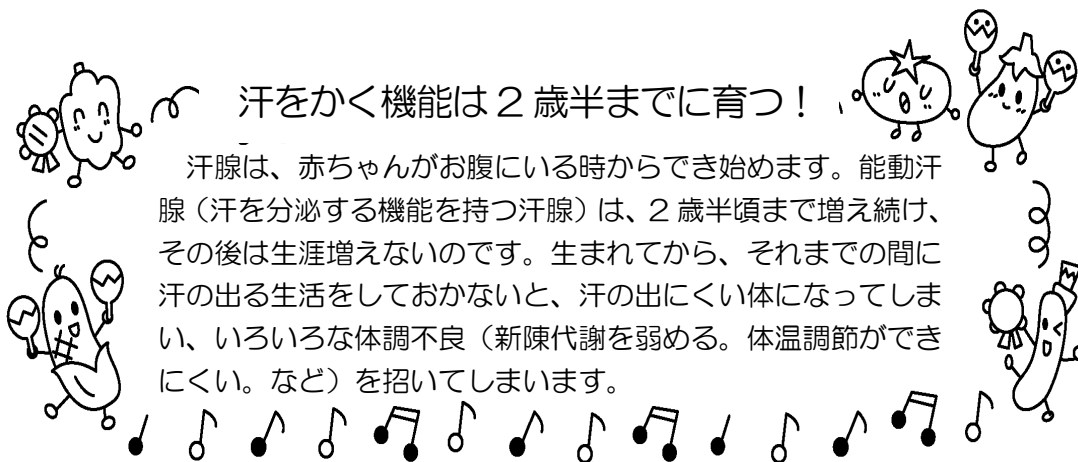 汗をかく機能は２歳半までに育つ！
汗腺は、赤ちゃんがお腹にいる時からでき始めます。能動汗
腺（汗を分泌する機能を持つ汗腺）は、２歳半頃まで増え続け、
その後は生涯増えないのです。生まれてから、それまでの間に
汗の出る生活をしておかないと、汗の出にくい体になってしま
い、いろいろな体調不良（新陳代謝を弱める。体温調節ができ
にくい。など）を招いてしまいます。